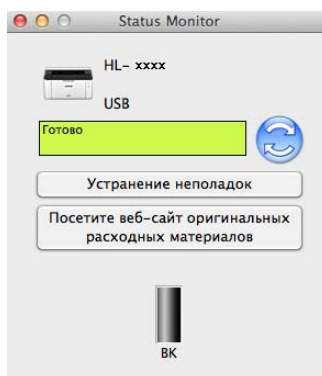 Status Monitor
HL- xxxx
USB
Готово
Устранение неполадок
Посетите веб-сайт оригинальных
расходных материалов
BK